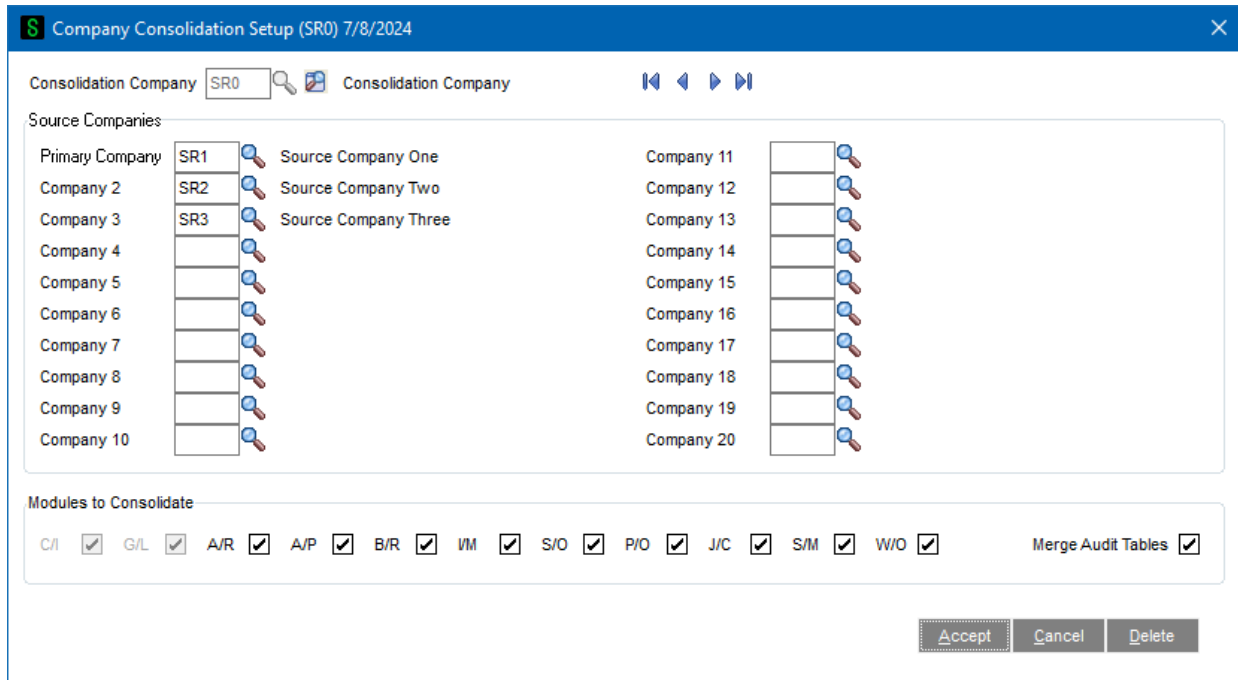 S Company Consolidation Setup (SR0) 7/8/2024
Consolidation Company SR0 Consolidation Company
Source Companies
Primary Company SR1 Source Company One Company 11
Company 2 SR2 Source Company Two Company 12
Company 3 SR3 Source Company Three Company 13
Company 4 Company 14
Company 5 Company 15
Company 6 Company 16
Company 7 Company 17
Company 8 Company 18
Company 9 Company 19
Company 10 Company 20
Modules to Consolidate
C/I G/L A/R A/P B/R I/M S/O P/O J/C S/M W/O Merge Audit Tables
Accept Cancel Delete